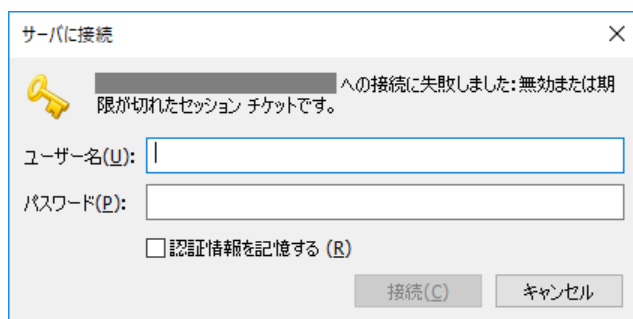 サーバに接続
への接続に失敗しました：無効または期
限が切れたセッション チケットです。
ユーザー名(U):
パスワード(P):
認証情報を記憶する (R)
接続(C)
キャンセル